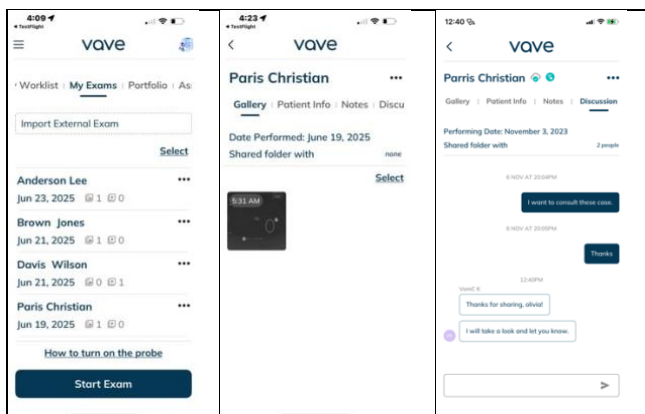 4:09
TestFlight
vave
Worklist
My Exams
Portfolio
As
Import External Exam
Select
Anderson Lee
Jun 23, 2025 1 0
Brown Jones
Jun 21, 2025 1 0
Davis Wilson
Jun 21, 2025 0 1
Paris Christian
Jun 19, 2025 1 0
How to turn on the probe
Start Exam
4:23
TestFlight
vave
Paris Christian
Gallery
Patient Info
Notes
Discu
Date Performed: June 19, 2025
Shared folder with none
Select
5:31 AM
12:40
vave
Parris Christian
Gallery
Patient Info
Notes
Discussion
Performing Date: November 3, 2023
Shared folder with 2 people
I want to consult these case.
Thanks
12:40PM
Thanks for sharing, olivia!
I will take a look and let you know.